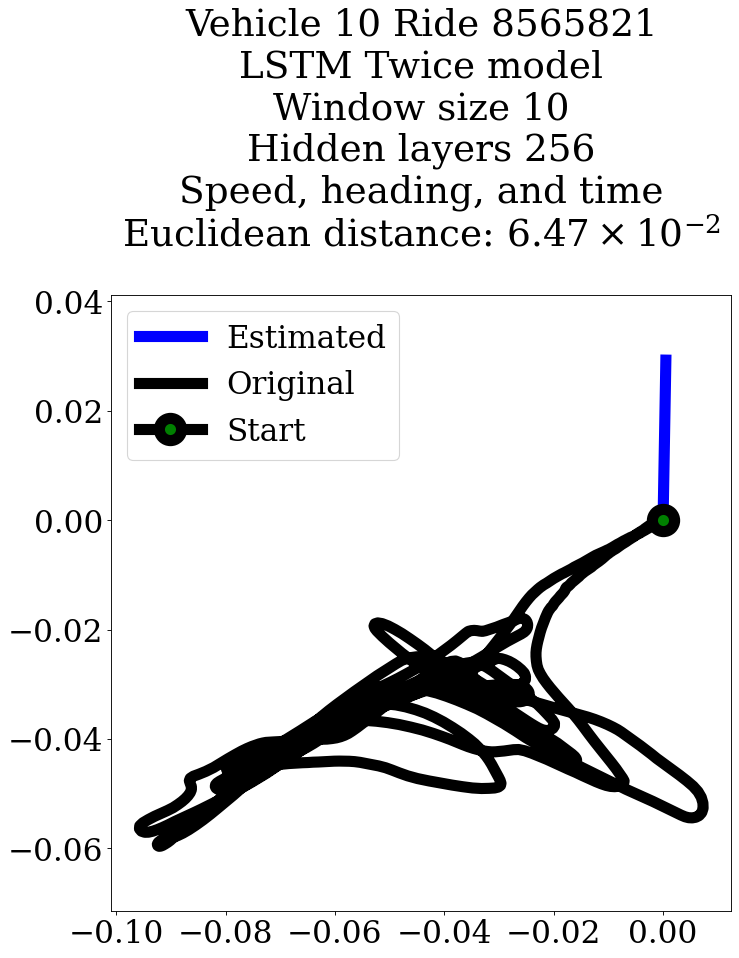 Vehicle 10 Ride 8565821
LSTM Twice model
Window size 10
Hidden layers 256
Speed, heading, and time
Euclidean distance: 6.47 × 10⁻²
0.04
0.02
0.00
−0.02
−0.04
−0.06
Estimated
Original
Start
−0.10 −0.08 −0.06 −0.04 −0.02 0.00